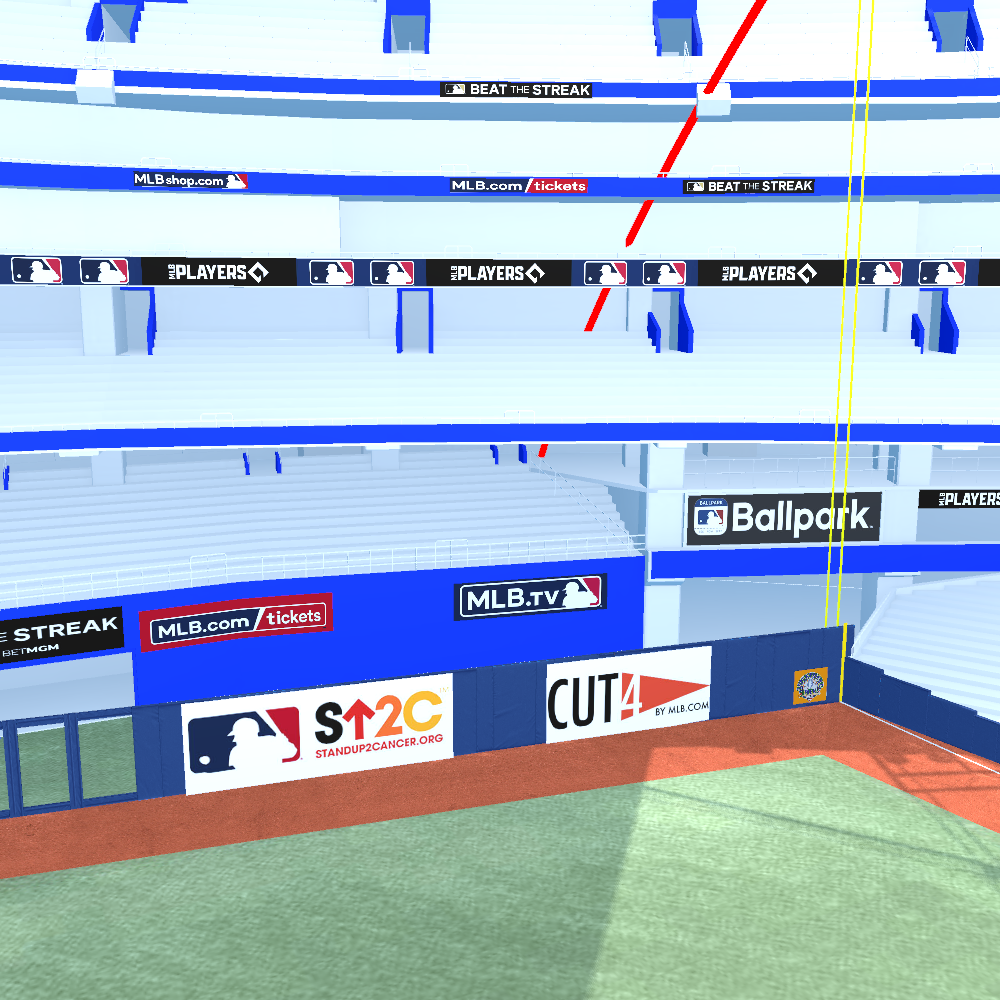 BEAT THE STREAK
MLBshop.com
MLB.com/tickets
BEAT THE STREAK
MLB PLAYERS
MLB PLAYERS
MLB PLAYERS
BALLPARK
Ballpark
MLB PLAYERS
E STREAK
BETMGM
MLB.com/tickets
MLB.TV
S↑2C
STANDUP2CANCER.ORG
CUT4
BY MLB.COM